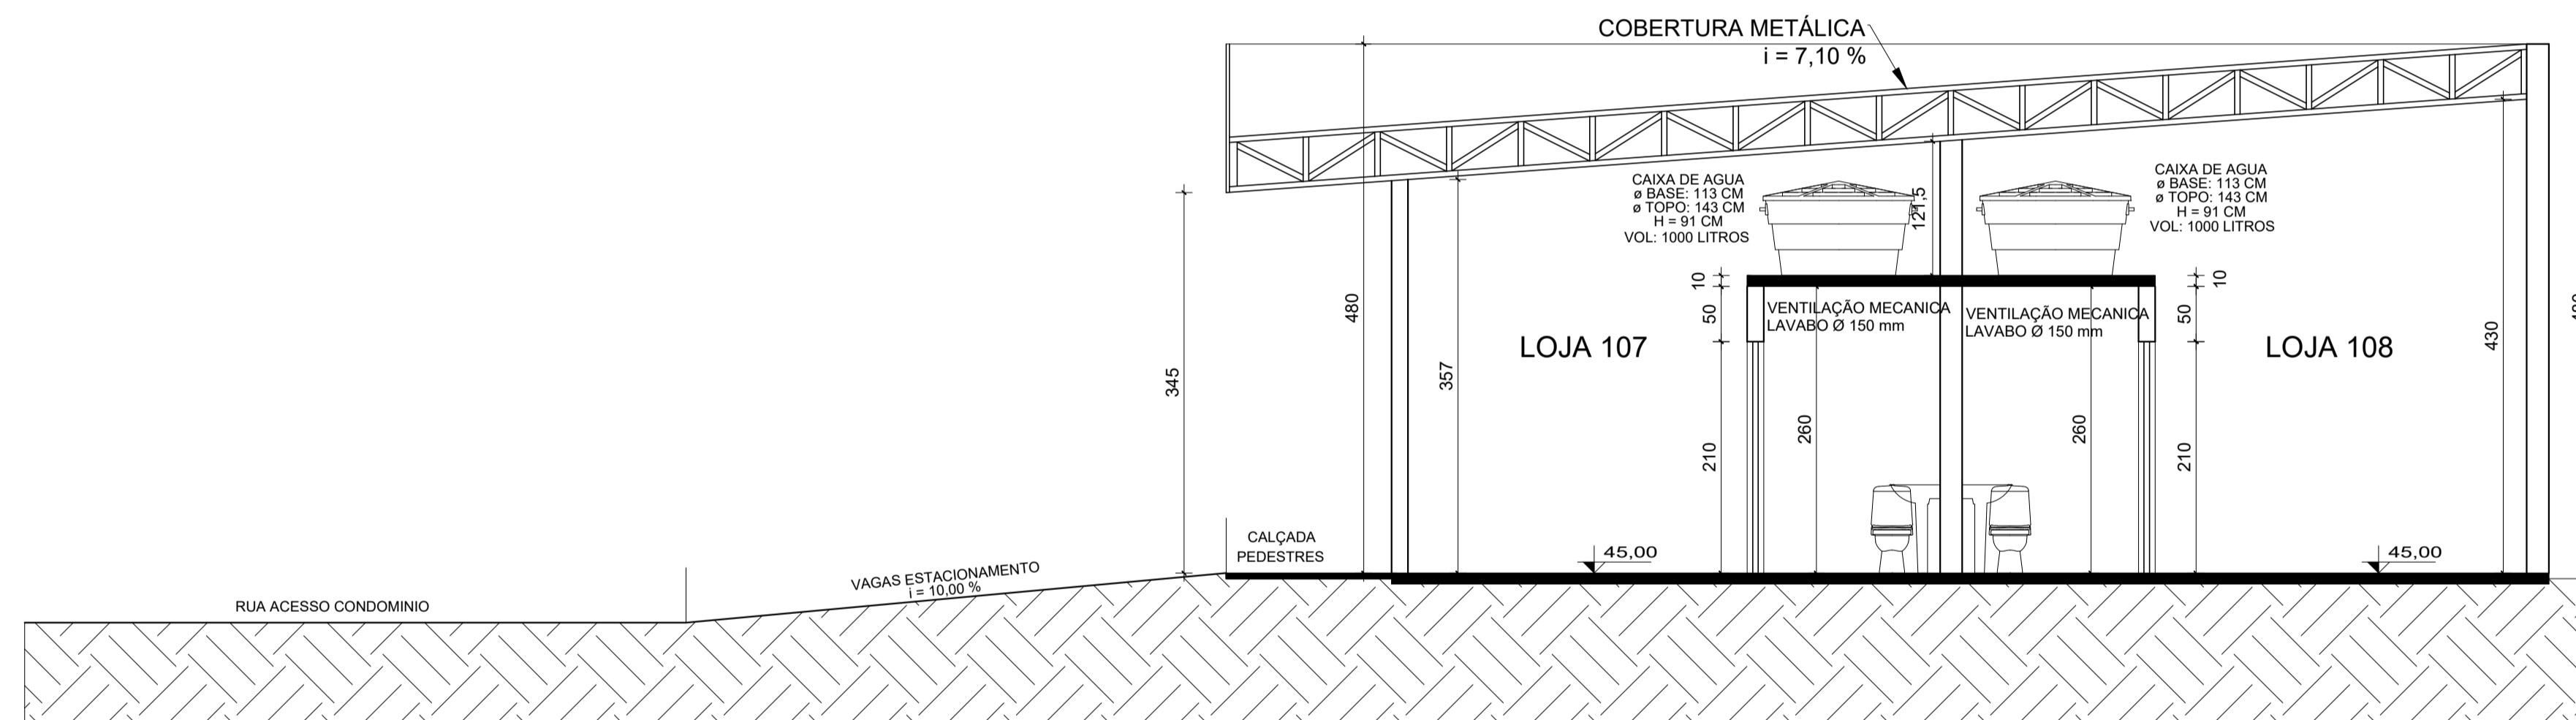 COBERTURA METÁLICA
i = 7,10 %
CAIXA DE AGUA
ø BASE: 113 CM
ø TOPO: 143 CM
H = 91 CM
VOL: 1000 LITROS
121,5
CAIXA DE AGUA
ø BASE: 113 CM
ø TOPO: 143 CM
H = 91 CM
VOL: 1000 LITROS
10
50
210
10
50
210
VENTILAÇÃO MECANICA
LAVABO Ø 150 mm
VENTILAÇÃO MECANICA
LAVABO Ø 150 mm
480
345
357
LOJA 107
LOJA 108
430
260
260
45,00
45,00
CALÇADA
PEDESTRES
VAGAS ESTACIONAMENTO
i = 10,00 %
RUA ACESSO CONDOMINIO